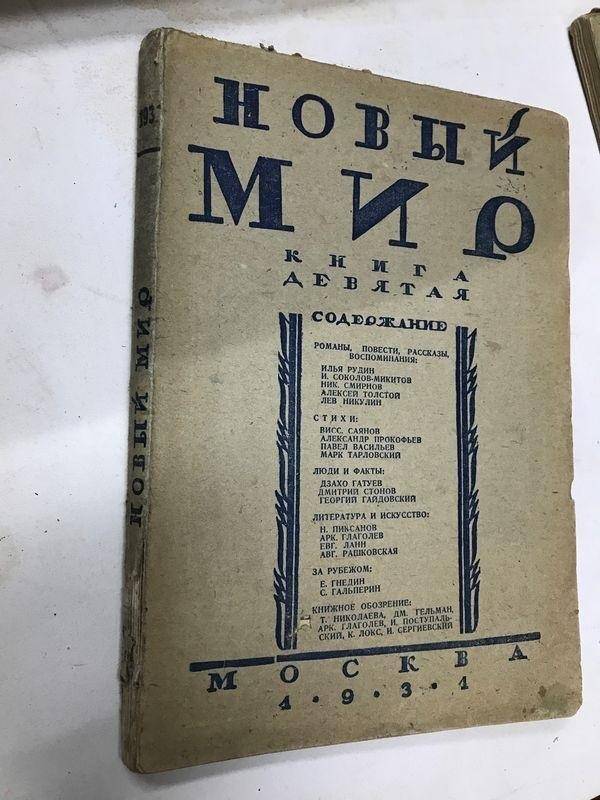 НОВЫЙ
МИР
КНИГА
ДЕВЯТАЯ
СОДЕРЖАНИЕ
РОМАНЫ, ПОВЕСТИ, РАССКАЗЫ,
ВОСПОМИНАНИЯ:
ИЛЬЯ РУДИН
И. СОКОЛОВ-МИКИТОВ
НИК. СМИРНОВ
АЛЕКСЕЙ ТОЛСТОЙ
ЛЕВ НИКУЛИН
СТИХИ:
ВИСС. САЯНОВ
АЛЕКСАНДР ПРОКОФЬЕВ
ПАВЕЛ ВАСИЛЬЕВ
МАРК ТАРЛОВСКИЙ
ЛЮДИ И ФАКТЫ:
ДЗАХО ГАТУЕВ
ДМИТРИЙ СТОНОВ
ГЕОРГИЙ ГАЙДОВСКИЙ
ЛИТЕРАТУРА И ИСКУССТВО:
Н. ПИКСАНОВ
АРК. ГЛАГОЛЕВ
ЕВГ. ЛАНН
АВГ. РАШКОВСКАЯ
ЗА РУБЕЖОМ:
Е. ГНЕДИН
С. ГАЛЬПЕРИН
КНИЖНОЕ ОБОЗРЕНИЕ:
Т. НИКОЛАЕВА, ДМ. ГЕЛЬМАН,
АРК. ГЛАГОЛЕВ, И. ПОСТУПАЛЬ-
СКИЙ, К. ЛОКС, И. СЕРГИЕВСКИЙ
МОСКВА
1·9·3·1
НОВЫЙ МИР